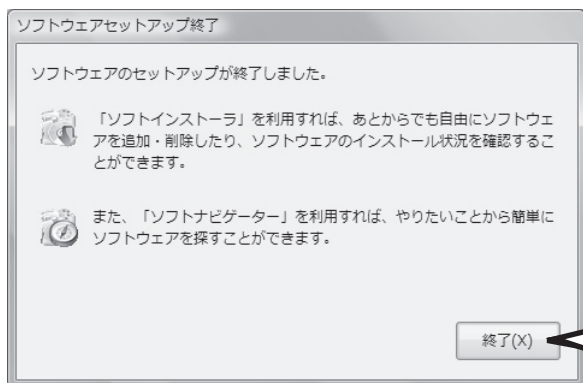 ソフトウェアセットアップ終了
ソフトウェアのセットアップが終了しました。
「ソフトインストーラ」を利用すれば、あとからでも自由にソフトウェ
アを追加・削除したり、ソフトウェアのインストール状況を確認するこ
とができます。
また、「ソフトナビゲーター」を利用すれば、やりたいことから簡単に
ソフトウェアを探すことができます。
終了(X)